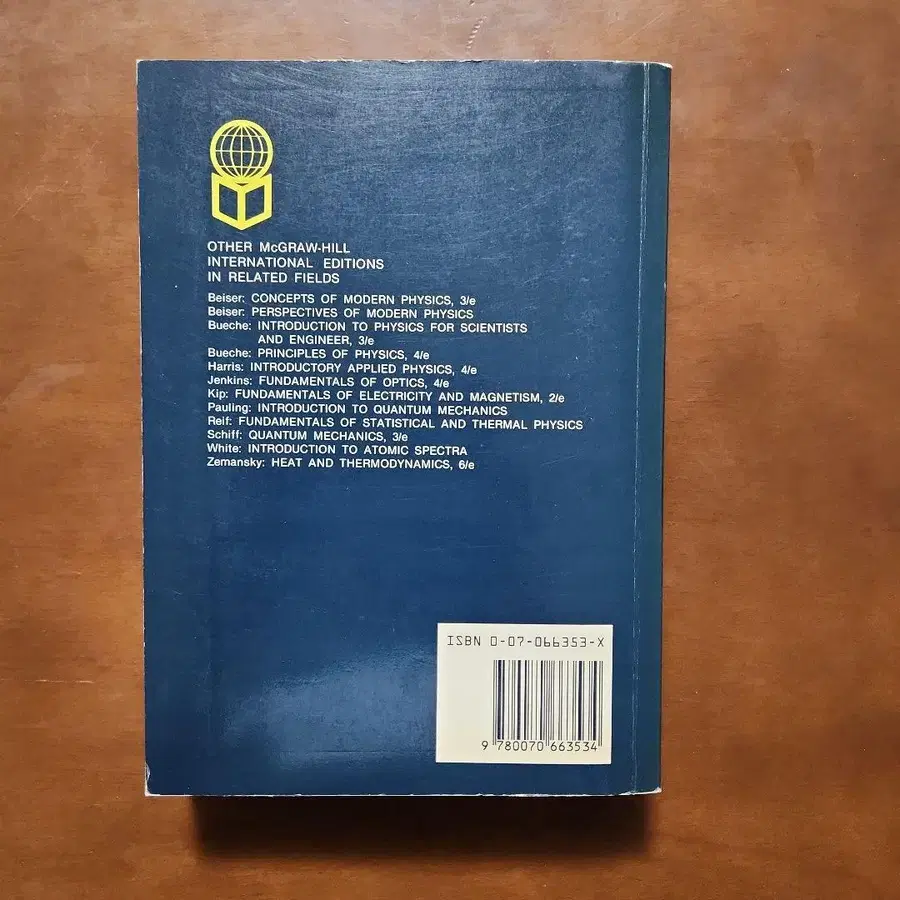 OTHER McGRAW-HILL
INTERNATIONAL EDITIONS
IN RELATED FIELDS
Beiser: CONCEPTS OF MODERN PHYSICS, 3/e
Beiser: PERSPECTIVES OF MODERN PHYSICS
Bueche: INTRODUCTION TO PHYSICS FOR SCIENTISTS
AND ENGINEER, 3/e
Bueche: PRINCIPLES OF PHYSICS, 4/e
Harris: INTRODUCTORY APPLIED PHYSICS, 4/e
Jenkins: FUNDAMENTALS OF OPTICS, 4/e
Kip: FUNDAMENTALS OF ELECTRICITY AND MAGNETISM, 2/e
Pauling: INTRODUCTION TO QUANTUM MECHANICS
Reif: FUNDAMENTALS OF STATISTICAL AND THERMAL PHYSICS
Schiff: QUANTUM MECHANICS, 3/e
White: INTRODUCTION TO ATOMIC SPECTRA
Zemansky: HEAT AND THERMODYNAMICS, 6/e
ISBN 0-07-066353-X
9 780070 663534